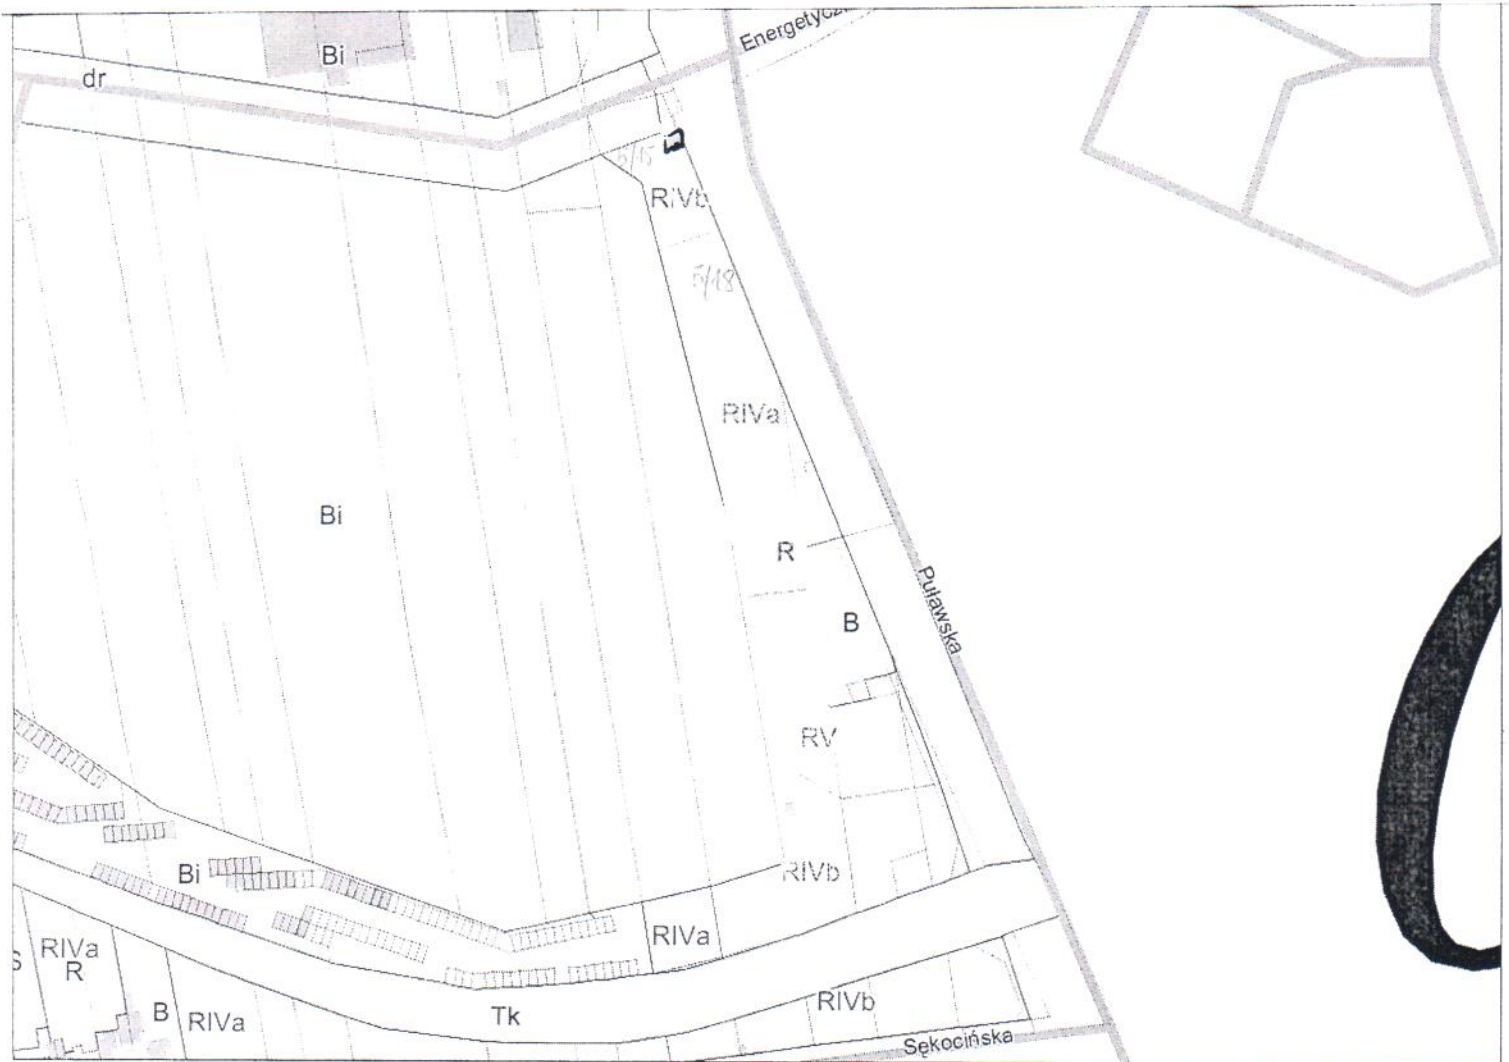 Bi
dr
5/15
RIVb
5/18
RIVa
Bi
R
Puławska
B
RV
Bi
RIVb
RIVa
RIVa
R
B
RIVa
Tk
RIVb
Sękocińska